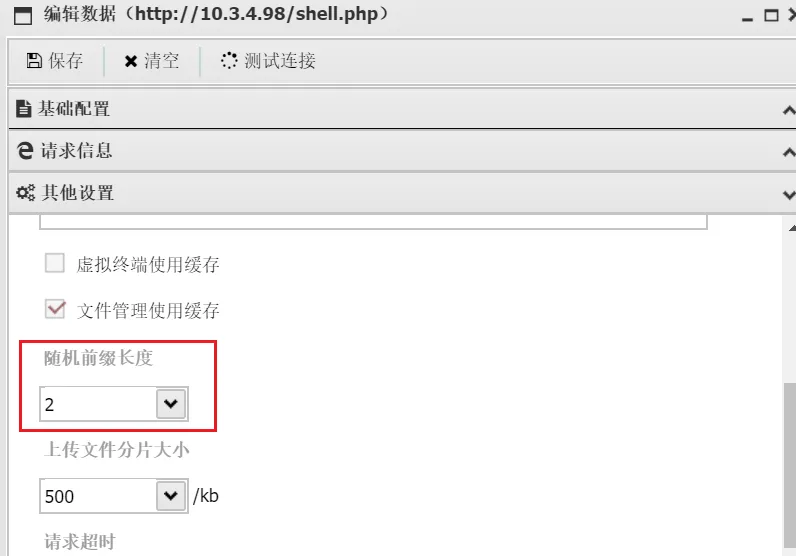 编辑数据（http://10.3.4.98/shell.php）
保存 清空 测试连接
基础配置
请求信息
其他设置
虚拟终端使用缓存
文件管理使用缓存
随机前缀长度
2
上传文件分片大小
500 /kb
请求超时